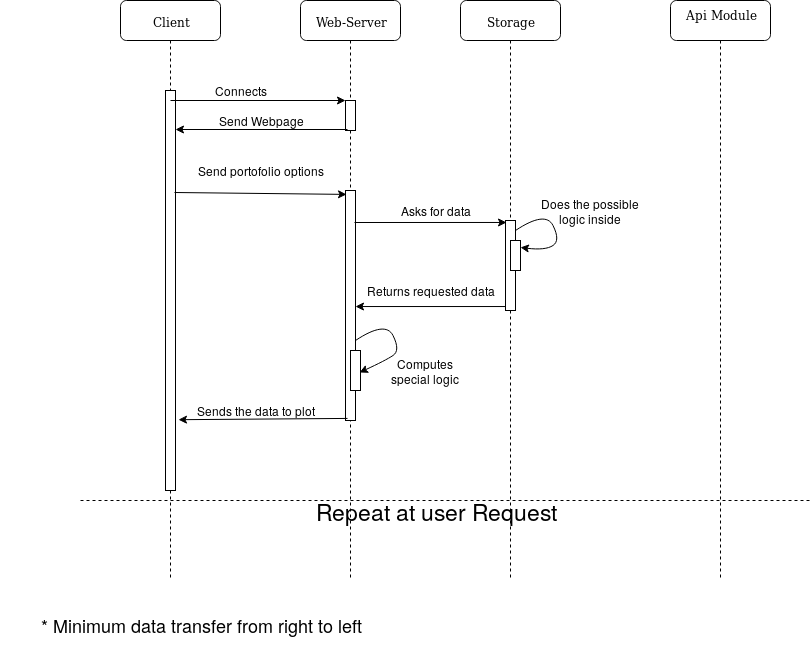 Client
Web-Server
Storage
Api Module
Connects
Send Webpage
Send portofolio options
Asks for data
Does the possible
logic inside
Returns requested data
Computes
special logic
Sends the data to plot
Repeat at user Request
* Minimum data transfer from right to left